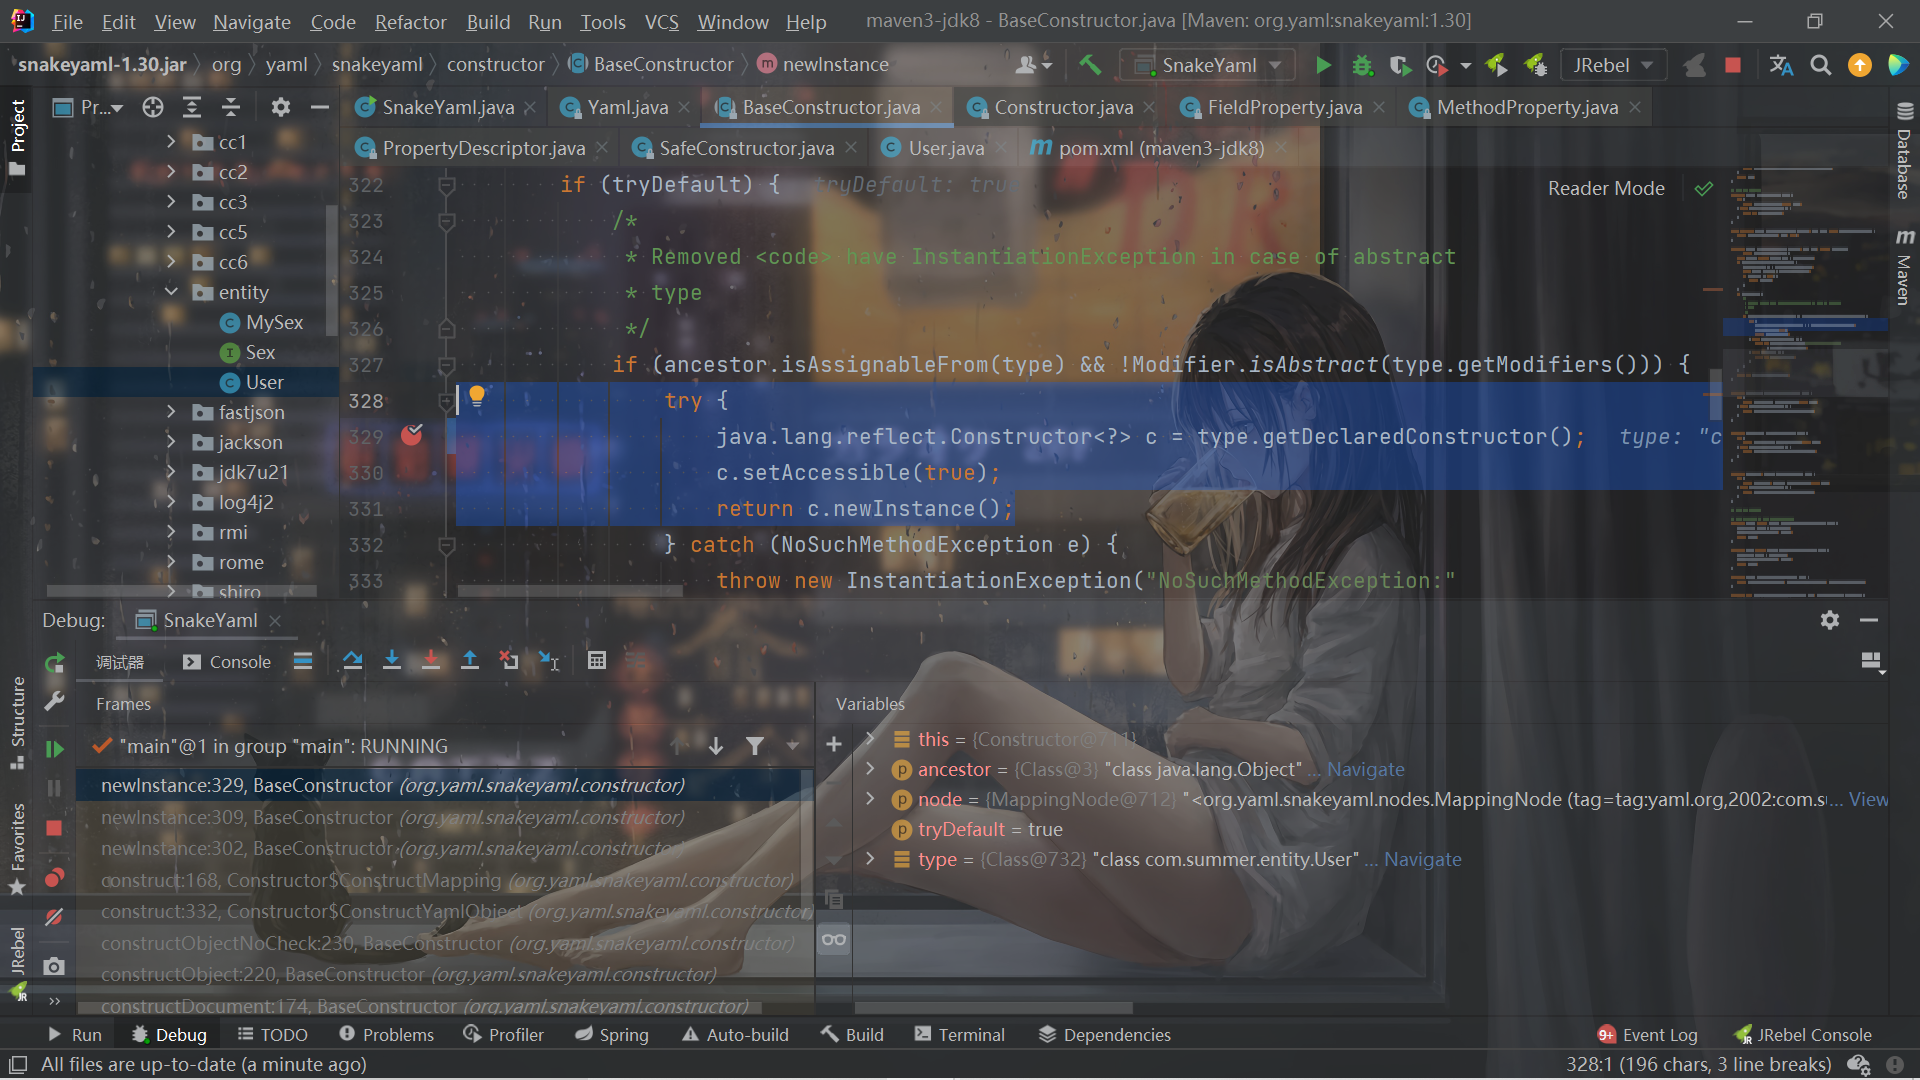 File Edit View Navigate Code Refactor Build Run Tools VCS Window Help maven3-jdk8 - BaseConstructor.java [Maven: org.yaml:snakeyaml:1.30]
snakeyaml-1.30.jar org yaml snakeyaml constructor BaseConstructor newInstance SnakeYaml JRebel
Project
Pr...
SnakeYaml.java Yaml.java BaseConstructor.java Constructor.java FieldProperty.java MethodProperty.java
PropertyDescriptor.java SafeConstructor.java User.java pom.xml (maven3-jdk8)
cc1
cc2
cc3
cc5
cc6
entity
MySex
Sex
User
fastjson
jackson
jdk7u21
log4j2
rmi
rome
shiro
Reader Mode
322 if (tryDefault) { tryDefault: true
323 /*
324 * Removed <code> have InstantiationException in case of abstract
325 * type
326 */
327 if (ancestor.isAssignableFrom(type) && !Modifier.isAbstract(type.getModifiers())) {
328 try {
329 java.lang.reflect.Constructor<?> c = type.getDeclaredConstructor(); type: "c
330 c.setAccessible(true);
331 return c.newInstance();
332 } catch (NoSuchMethodException e) {
333 throw new InstantiationException("NoSuchMethodException:"
Database
Maven
Debug: SnakeYaml
调试器 Console
Frames
"main"@1 in group "main": RUNNING
newInstance:329, BaseConstructor (org.yaml.snakeyaml.constructor)
newInstance:309, BaseConstructor (org.yaml.snakeyaml.constructor)
newInstance:302, BaseConstructor (org.yaml.snakeyaml.constructor)
construct:168, Constructor$ConstructMapping (org.yaml.snakeyaml.constructor)
construct:332, Constructor$ConstructYamlObject (org.yaml.snakeyaml.constructor)
constructObjectNoCheck:230, BaseConstructor (org.yaml.snakeyaml.constructor)
constructObject:220, BaseConstructor (org.yaml.snakeyaml.constructor)
constructDocument:174, BaseConstructor (org.yaml.snakeyaml.constructor)
Variables
this = {Constructor@711}
ancestor = {Class@3} "class java.lang.Object" ... Navigate
node = {MappingNode@712} "<org.yaml.snakeyaml.nodes.MappingNode (tag=tag:yaml.org,2002:com.su... View
tryDefault = true
type = {Class@732} "class com.summer.entity.User" ... Navigate
Structure
Favorites
JRebel
Run Debug TODO Problems Profiler Spring Auto-build Build Terminal Dependencies 9+ Event Log JRebel Console
All files are up-to-date (a minute ago) 328:1 (196 chars, 3 line breaks)